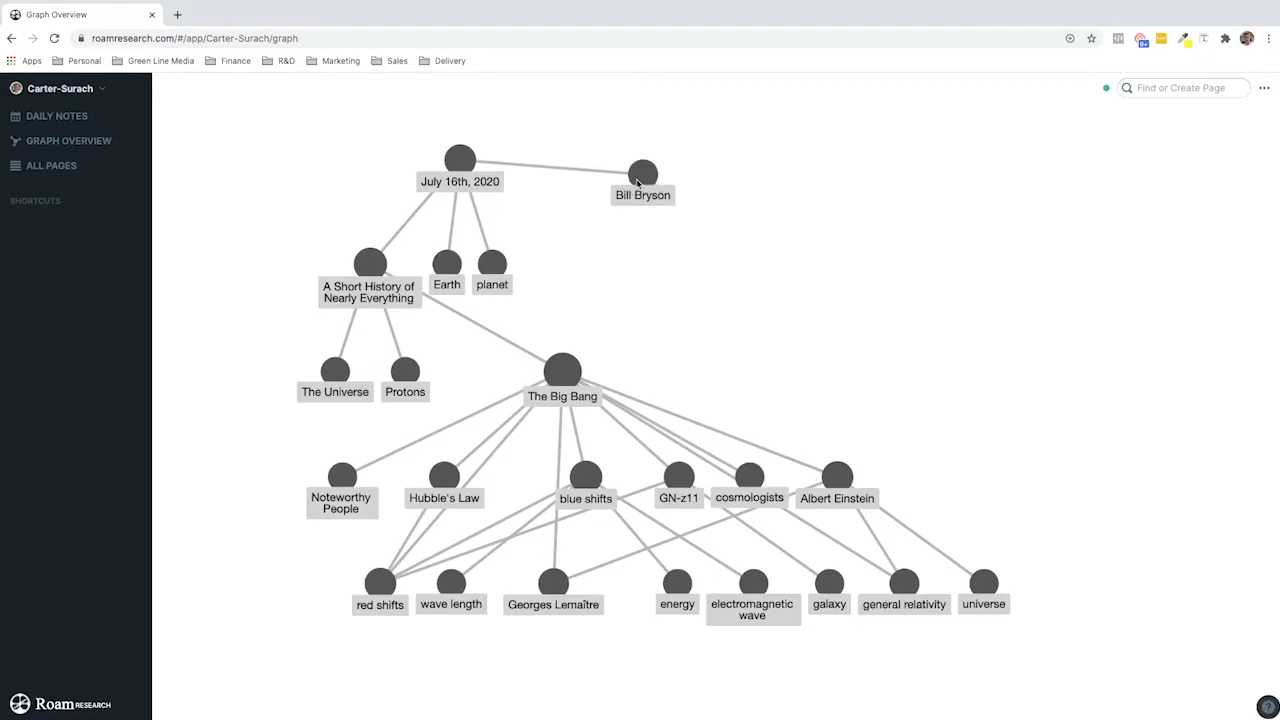 Graph Overview
roamresearch.com/#/app/Carter-Surach/graph
Apps Personal Green Line Media Finance R&D Marketing Sales Delivery
9+
Carter-Surach
Find or Create Page
DAILY NOTES
GRAPH OVERVIEW
ALL PAGES
SHORTCUTS
July 16th, 2020
Bill Bryson
A Short History of
Nearly Everything
Earth
planet
The Universe
Protons
The Big Bang
Noteworthy
People
Hubble's Law
blue shifts
GN-z11
cosmologists
Albert Einstein
red shifts
wave length
Georges Lemaître
energy
electromagnetic
wave
galaxy
general relativity
universe
Roam RESEARCH
?